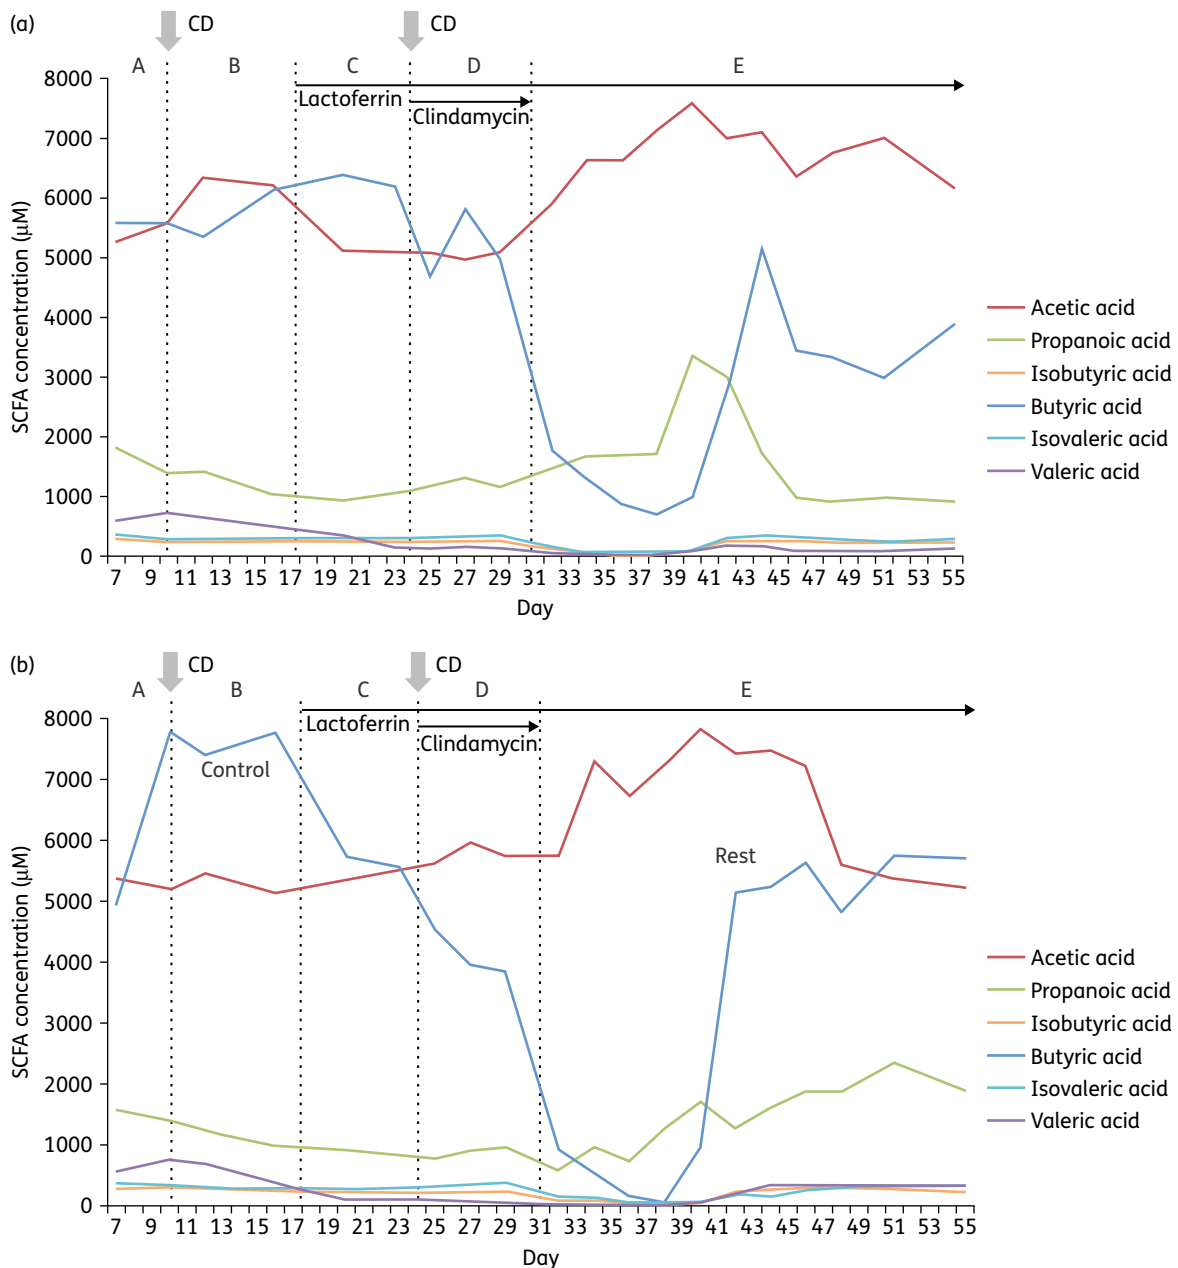 (a)
CD CD
A B C D E
Lactoferrin
Clindamycin
8000
7000
6000
5000
4000
3000
2000
1000
0
SCFA concentration (µM)
7 9 11 13 15 17 19 21 23 25 27 29 31 33 35 37 39 41 43 45 47 49 51 53 55
Day
Acetic acid
Propanoic acid
Isobutyric acid
Butyric acid
Isovaleric acid
Valeric acid
(b)
CD CD
A B C D E
Lactoferrin
Clindamycin
Control
Rest
8000
7000
6000
5000
4000
3000
2000
1000
0
SCFA concentration (µM)
7 9 11 13 15 17 19 21 23 25 27 29 31 33 35 37 39 41 43 45 47 49 51 53 55
Day
Acetic acid
Propanoic acid
Isobutyric acid
Butyric acid
Isovaleric acid
Valeric acid